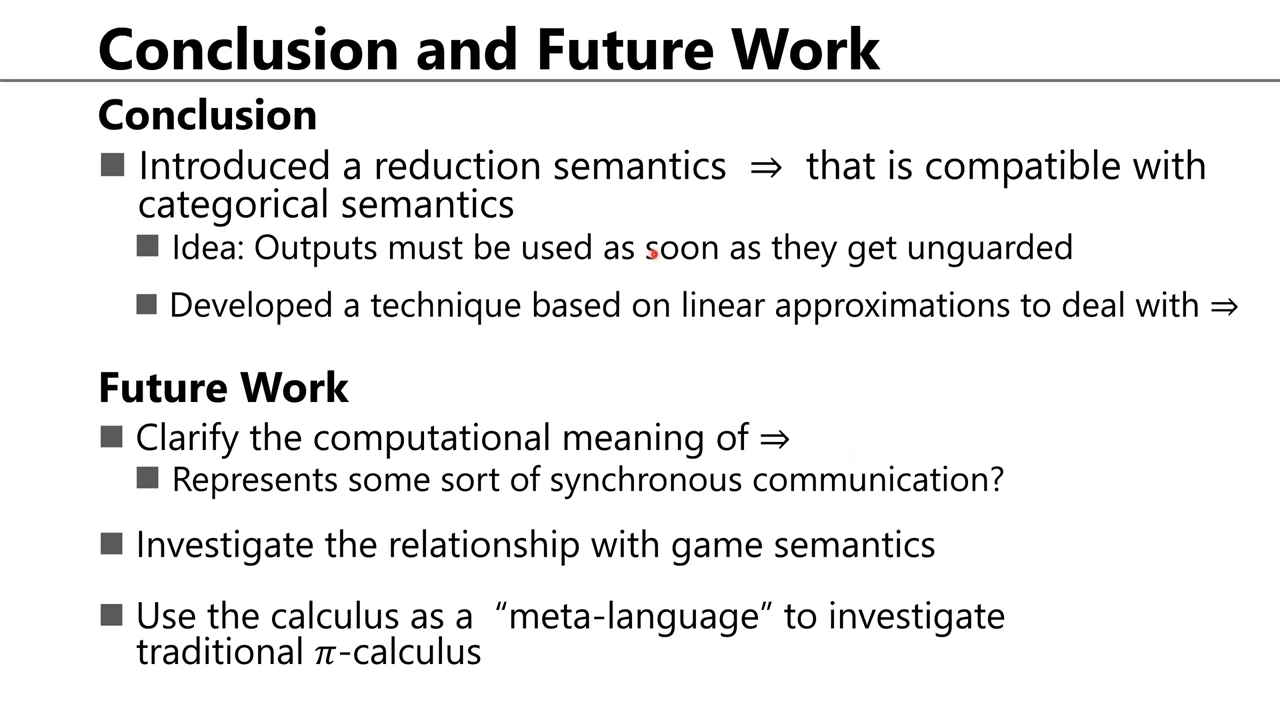 Conclusion and Future Work
Conclusion
Introduced a reduction semantics ⇒ that is compatible with
categorical semantics
Idea: Outputs must be used as soon as they get unguarded
Developed a technique based on linear approximations to deal with ⇒
Future Work
Clarify the computational meaning of ⇒
Represents some sort of synchronous communication?
Investigate the relationship with game semantics
Use the calculus as a “meta-language” to investigate
traditional 𝜋-calculus